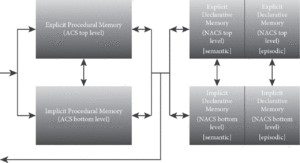 Explicit Procedural Memory
(ACS top level)
Explicit
Declarative
Memory
(NACS top
level)
[semantic]
Explicit
Declarative
Memory
(NACS top
level)
[episodic]
Implicit Procedural Memory
(ACS bottom level)
Implicit
Declarative
Memory
(NACS bottom
level)
[semantic]
Implicit
Declarative
Memory
(NACS bottom
level)
[episodic]